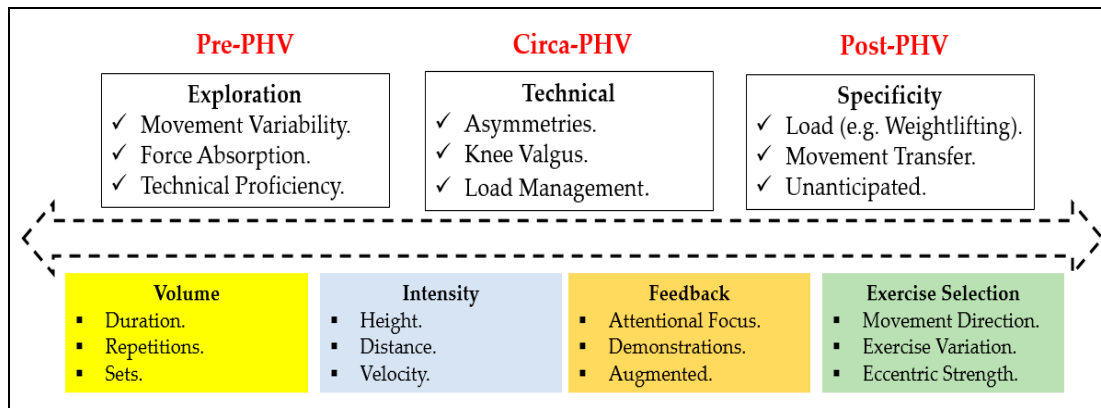 Pre-PHV
Circa-PHV
Post-PHV
Exploration
✓ Movement Variability.
✓ Force Absorption.
✓ Technical Proficiency.
Technical
✓ Asymmetries.
✓ Knee Valgus.
✓ Load Management.
Specificity
✓ Load (e.g. Weightlifting).
✓ Movement Transfer.
✓ Unanticipated.
Volume
▪ Duration.
▪ Repetitions.
▪ Sets.
Intensity
▪ Height.
▪ Distance.
▪ Velocity.
Feedback
▪ Attentional Focus.
▪ Demonstrations.
▪ Augmented.
Exercise Selection
▪ Movement Direction.
▪ Exercise Variation.
▪ Eccentric Strength.